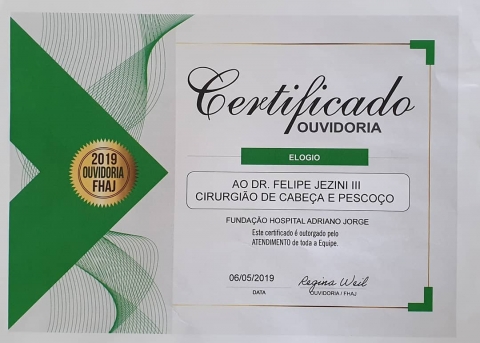 Certificado
OUVIDORIA
ELOGIO
AO DR. FELIPE JEZINI III
CIRURGIÃO DE CABEÇA E PESCOÇO
FUNDAÇÃO HOSPITAL ADRIANO JORGE
Este certificado é outorgado pelo
ATENDIMENTO de toda a Equipe.
2019
OUVIDORIA
FHAJ
06/05/2019
DATA
Regina Weil
OUVIDORIA / FHAJ